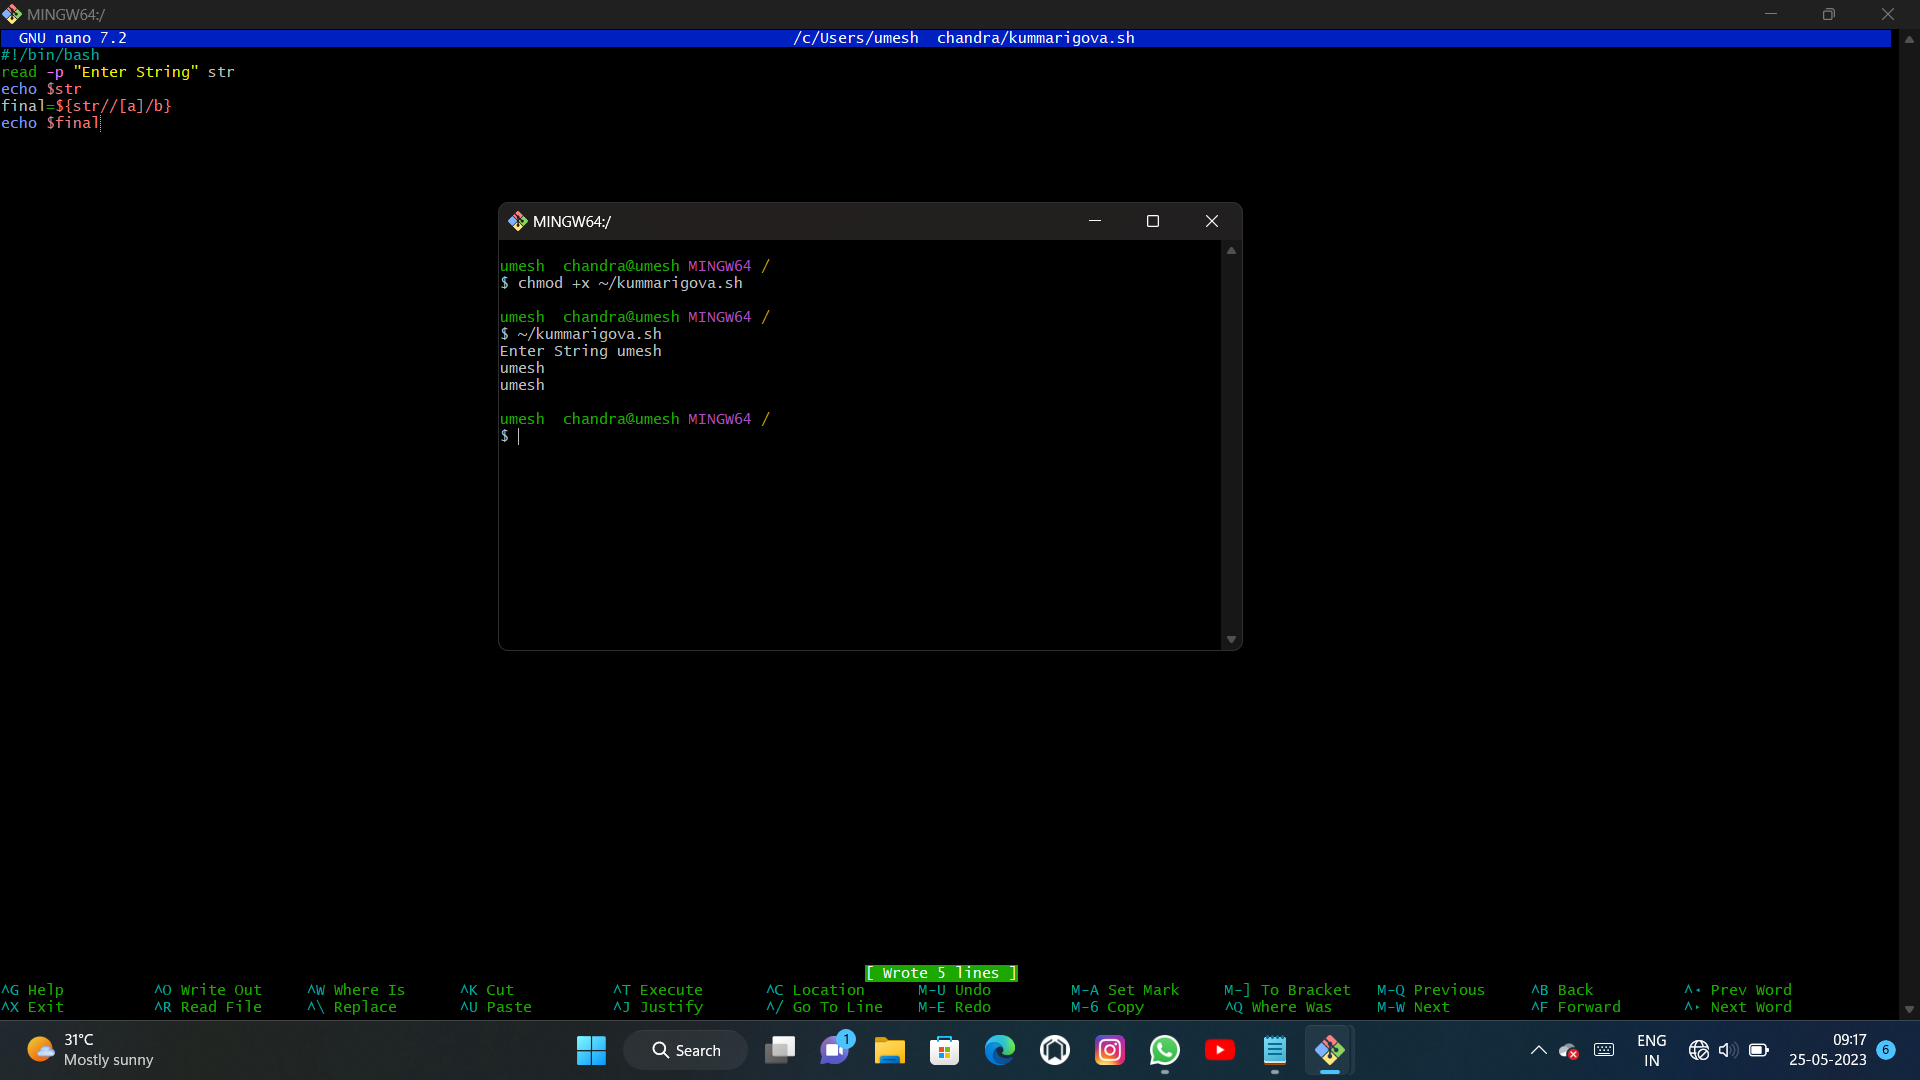 MINGW64:/
GNU nano 7.2 /c/Users/umesh  chandra/kummarigova.sh
#!/bin/bash
read -p "Enter String" str
echo $str
final=${str//[a]/b}
echo $final
MINGW64:/
umesh  chandra@umesh MINGW64 /
$ chmod +x ~/kummarigova.sh
umesh  chandra@umesh MINGW64 /
$ ~/kummarigova.sh
Enter String umesh
umesh
umesh
umesh  chandra@umesh MINGW64 /
$
[ Wrote 5 lines ]
^G Help ^O Write Out ^W Where Is ^K Cut ^T Execute ^C Location M-U Undo M-A Set Mark M-] To Bracket M-Q Previous ^B Back ^◂ Prev Word
^X Exit ^R Read File ^\ Replace ^U Paste ^J Justify ^/ Go To Line M-E Redo M-6 Copy ^Q Where Was M-W Next ^F Forward ^▸ Next Word
31°C
Mostly sunny
Search
1
ENG
IN
09:17
25-05-2023
6